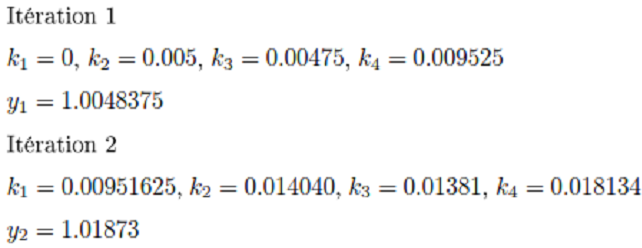 Itération 1
k₁ = 0, k₂ = 0.005, k₃ = 0.00475, k₄ = 0.009525
y₁ = 1.0048375
Itération 2
k₁ = 0.00951625, k₂ = 0.014040, k₃ = 0.01381, k₄ = 0.018134
y₂ = 1.01873